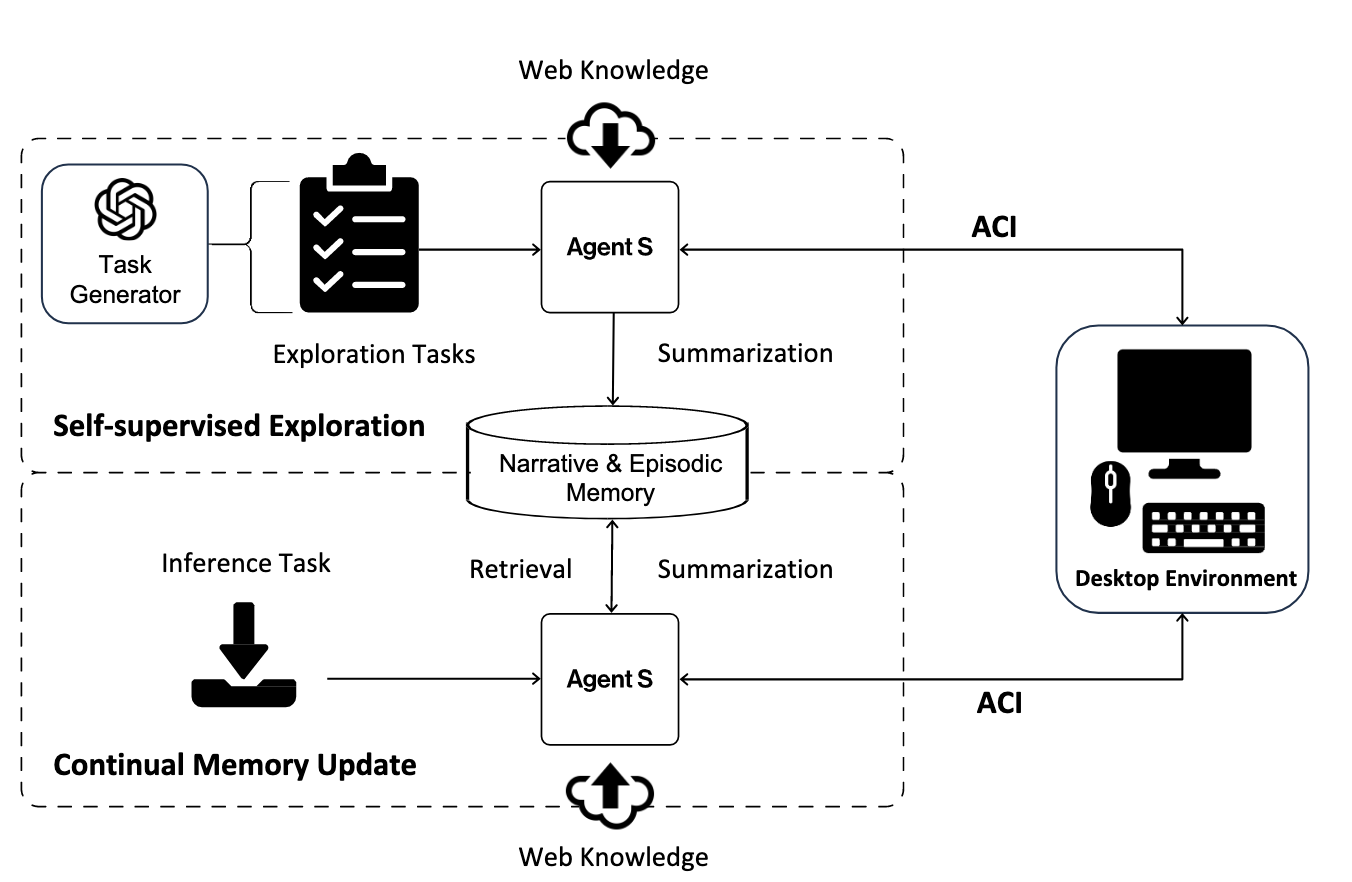 Web Knowledge
Task
Generator
Agent S
ACI
Exploration Tasks
Summarization
Self-supervised Exploration
Narrative & Episodic
Memory
Desktop Environment
Inference Task
Retrieval
Summarization
Agent S
ACI
Continual Memory Update
Web Knowledge